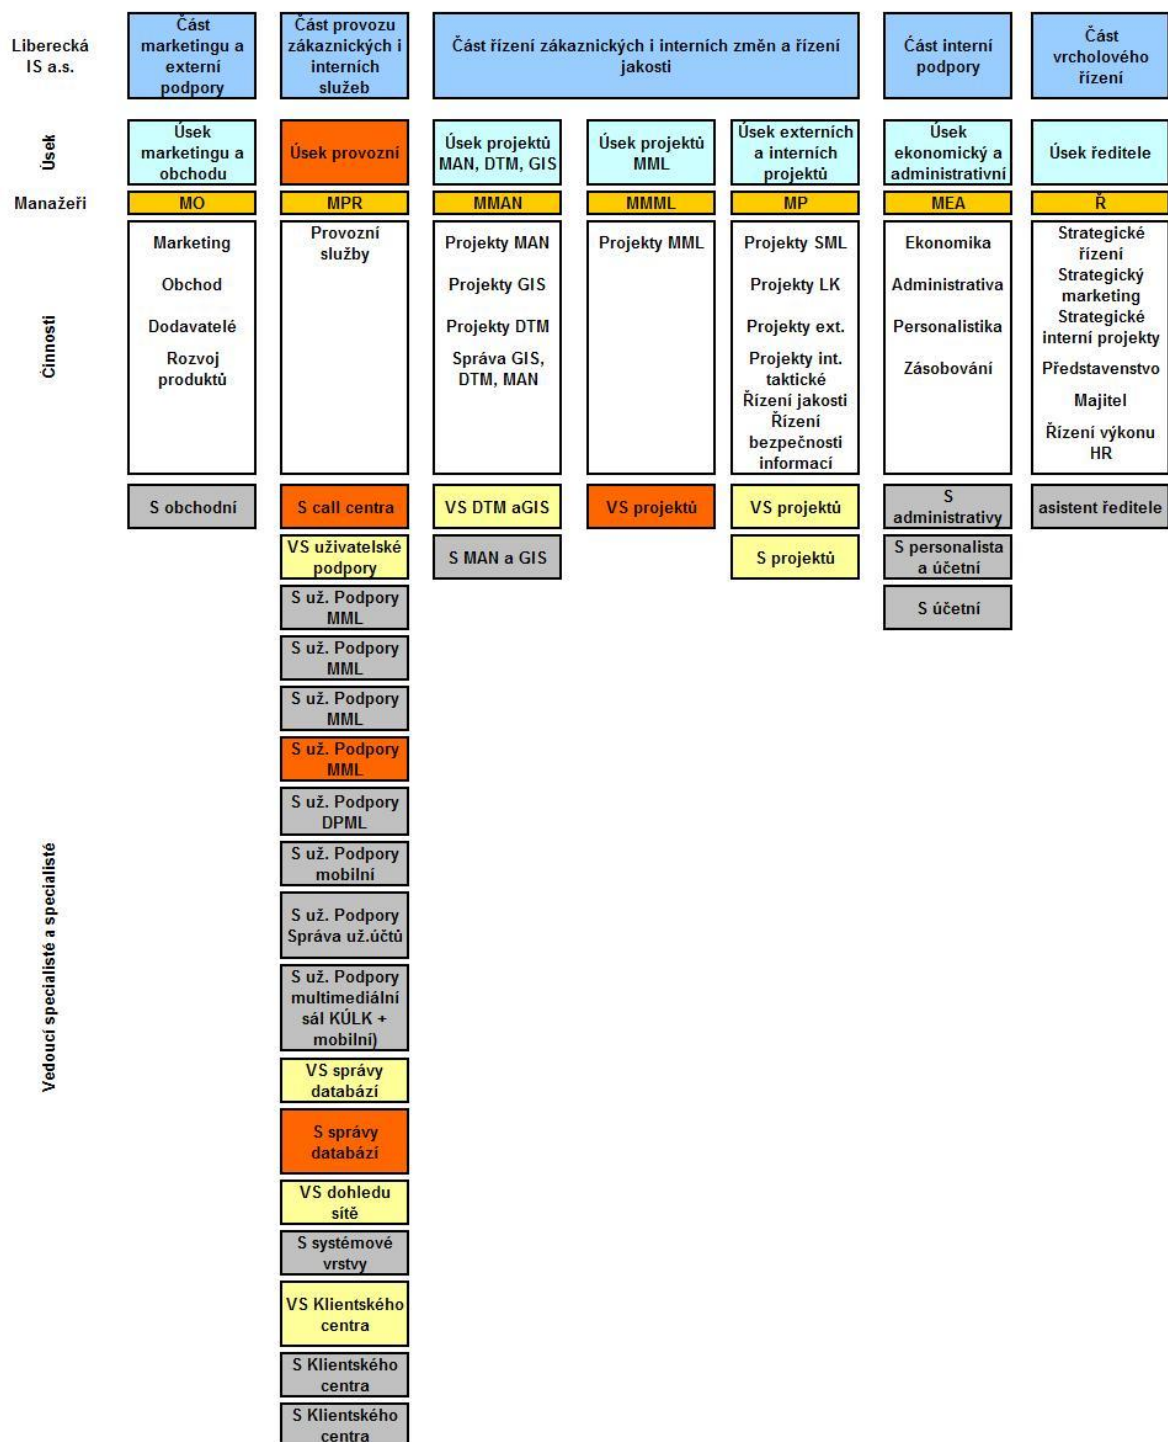 Liberecká
IS a.s.
Část
marketingu a
externí
podpory
Část provozu
zákaznických i
interních
služeb
Část řízení zákaznických i interních změn a řízení
jakosti
Ćást interní
podpory
Část
vrcholového
řízení
Úsek
Úsek
marketingu a
obchodu
Úsek provozní
Úsek projektů
MAN, DTM, GIS
Úsek projektů
MML
Úsek externích
a interních
projektů
Úsek
ekonomický a
administrativní
Úsek ředitele
Manažeři
MO
MPR
MMAN
MMML
MP
MEA
Ř
Činnosti
Marketing
Obchod
Dodavatelé
Rozvoj
produktů
Provozní
služby
Projekty MAN
Projekty GIS
Projekty DTM
Správa GIS,
DTM, MAN
Projekty MML
Projekty SML
Projekty LK
Projekty ext.
Projekty int.
taktické
Řízení jakosti
Řízení
bezpečnosti
informací
Ekonomika
Administrativa
Personalistika
Zásobování
Strategické
řízení
Strategický
marketing
Strategické
interní projekty
Představenstvo
Majitel
Řízení výkonu
HR
Vedoucí specialisté a specialisté
S obchodní
S call centra
VS uživatelské
podpory
S už. Podpory
MML
S už. Podpory
MML
S už. Podpory
MML
S už. Podpory
MML
S už. Podpory
DPML
S už. Podpory
mobilní
S už. Podpory
Správa už.účtů
S už. Podpory
multimediální
sál KÚLK +
mobilní)
VS správy
databází
S správy
databází
VS dohledu
sítě
S systémové
vrstvy
VS Klientského
centra
S Klientského
centra
S Klientského
centra
VS DTM aGIS
S MAN a GIS
VS projektů
VS projektů
S projektů
S
administrativy
S personalista
a účetní
S účetní
asistent ředitele